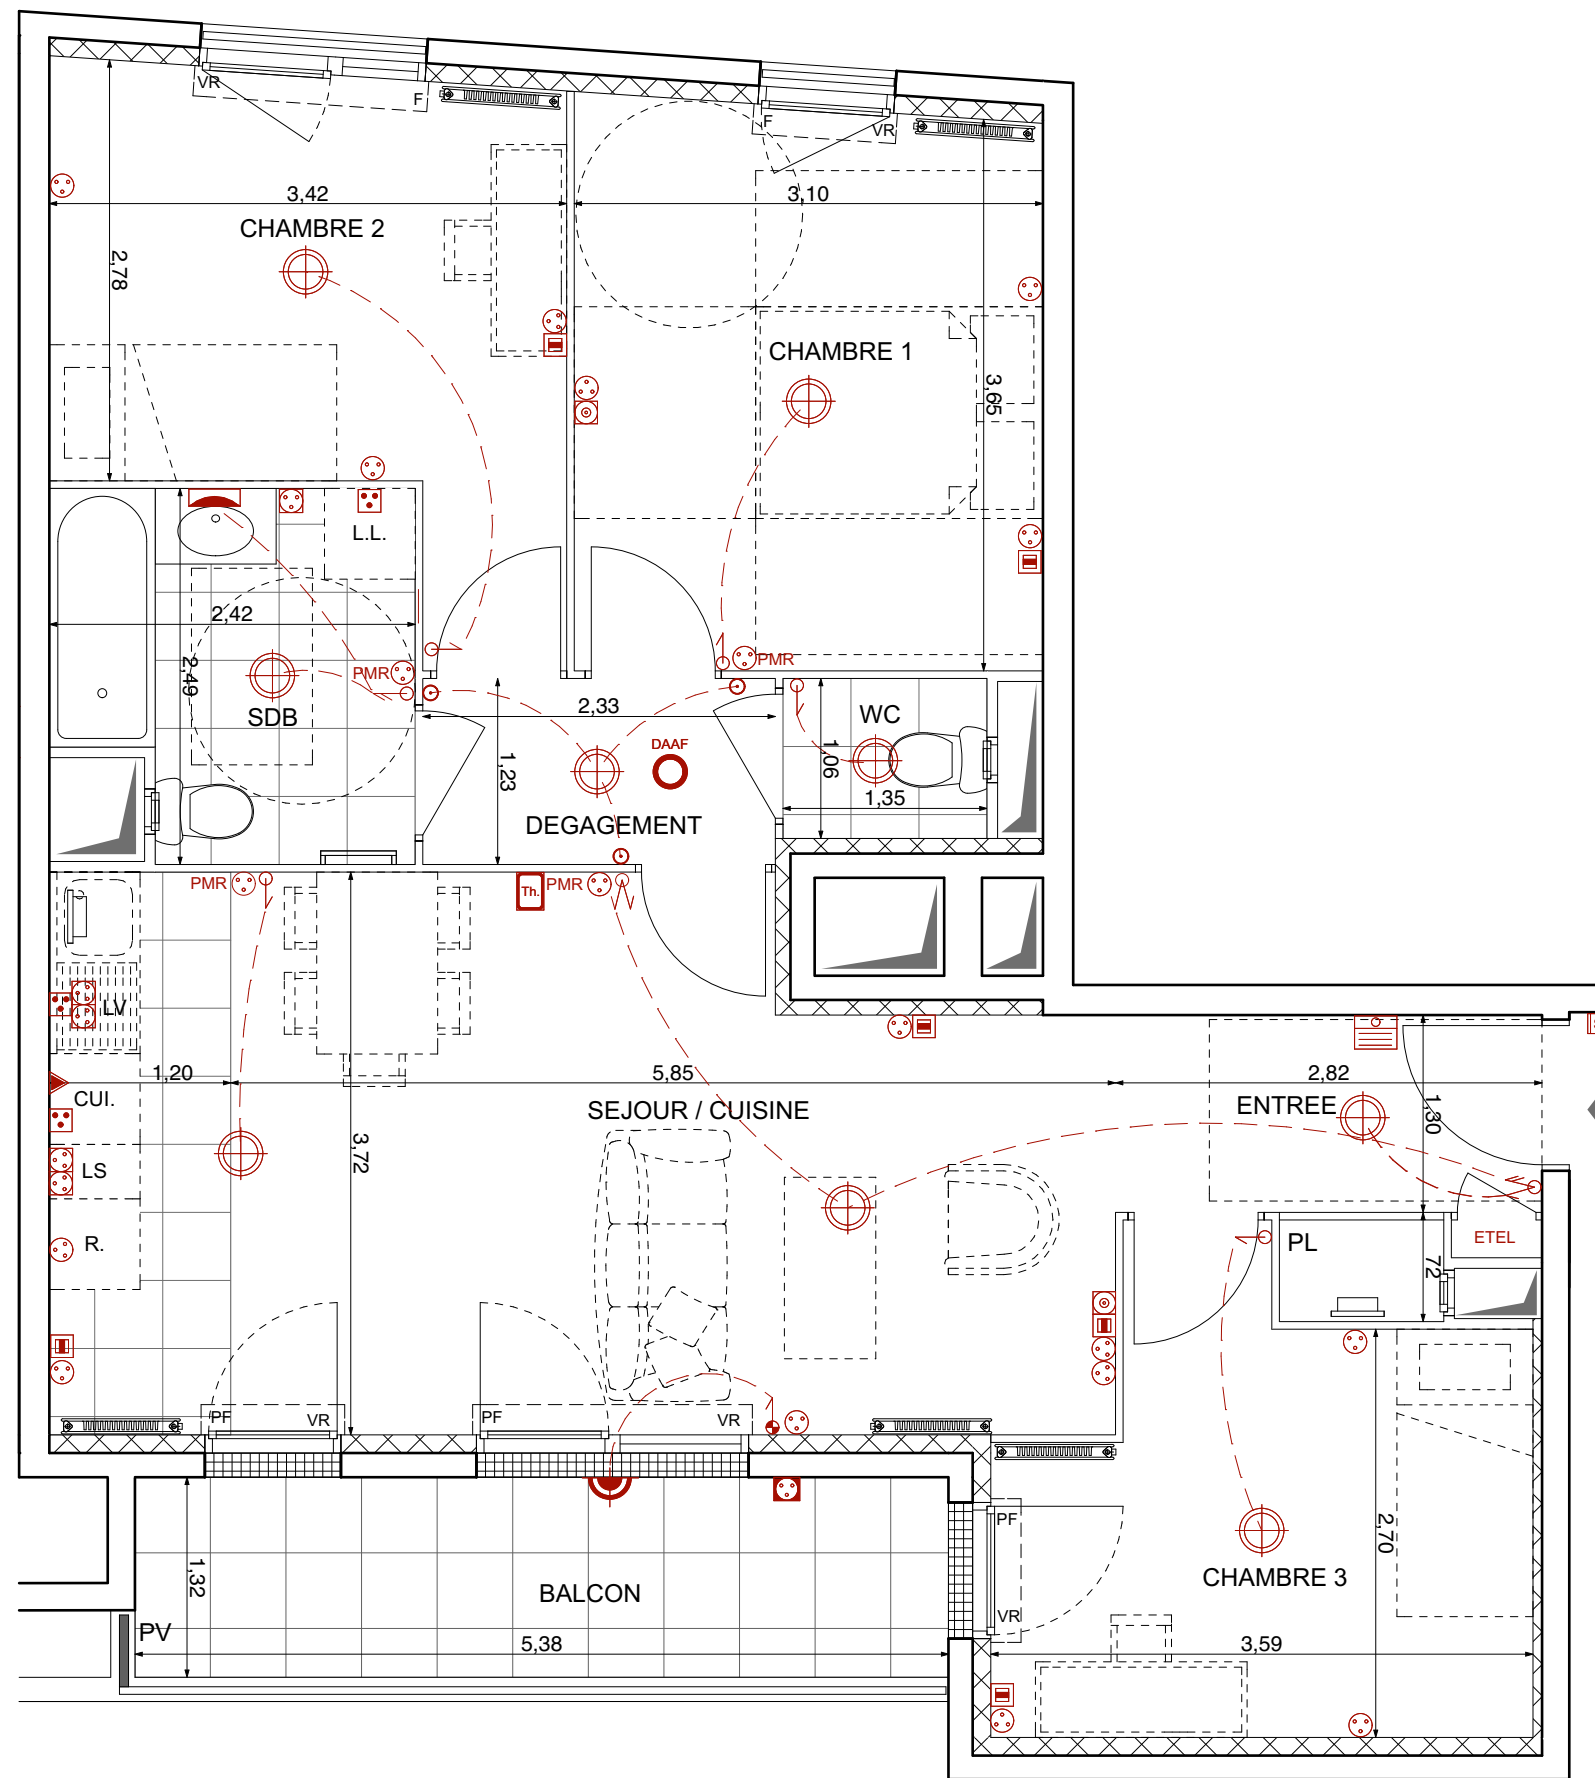 VR
F
F
VR
3,42
3,10
CHAMBRE 2
2,78
CHAMBRE 1
3,65
L.L.
2,42
PMR
PMR
2,49
SDB
2,33
WC
DAAF
1,23
1,06
1,35
DEGAGEMENT
PMR
Th.
PMR
LV
1,20
5,85
2,82
CUI.
SEJOUR / CUISINE
ENTREE
1,30
3,72
LS
R.
PL
ETEL
72
PF
VR
PF
VR
PF
2,70
1,32
BALCON
CHAMBRE 3
VR
PV
5,38
3,59